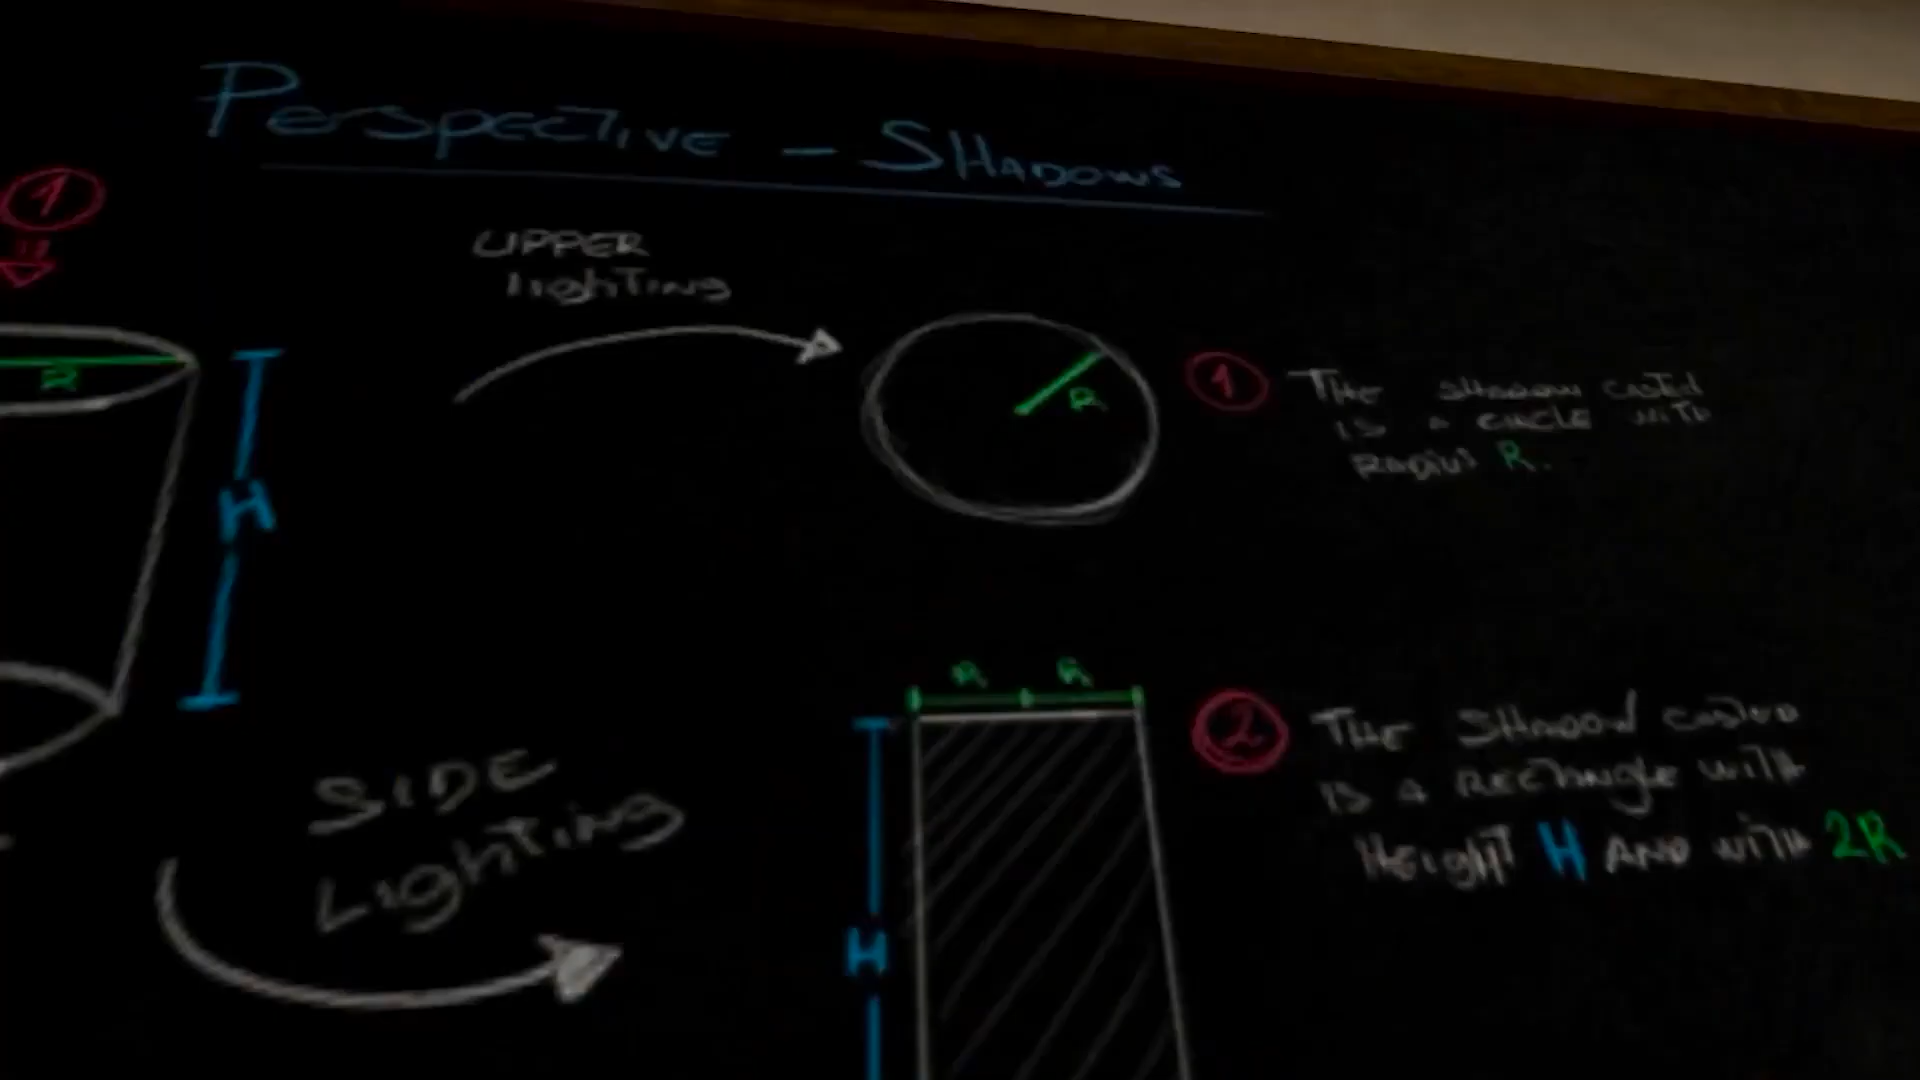 Perspective - Shadows
1
UPPER
lighting
R
H
R
1
The shadow casted
is a circle with
radius R.
SIDE
Lighting
R R
H
2
The shadow casted
is a rectangle with
Height H and with 2R